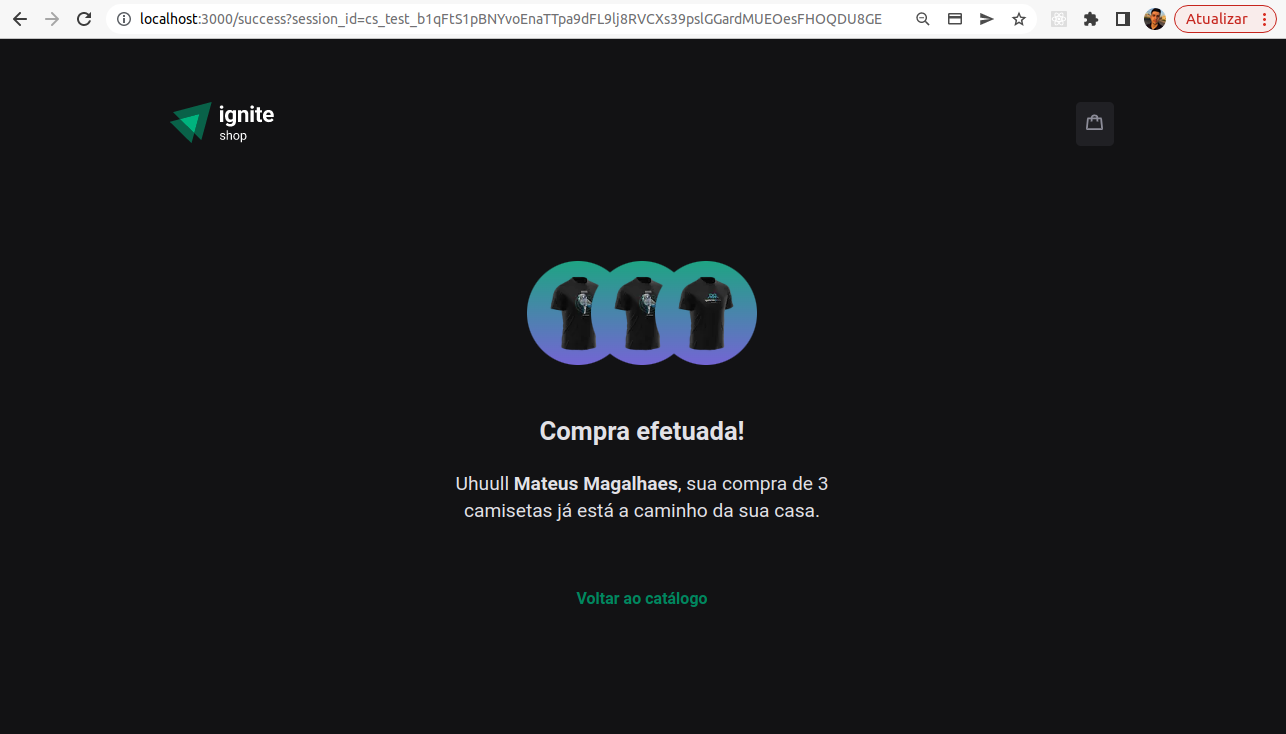 localhost:3000/success?session_id=cs_test_b1qFtS1pBNYvoEnaTTpa9dFL9lj8RVCXs39pslGGardMUEOesFHOQDU8GE
Atualizar
ignite
shop
Compra efetuada!
Uhuull Mateus Magalhaes, sua compra de 3
camisetas já está a caminho da sua casa.
Voltar ao catálogo